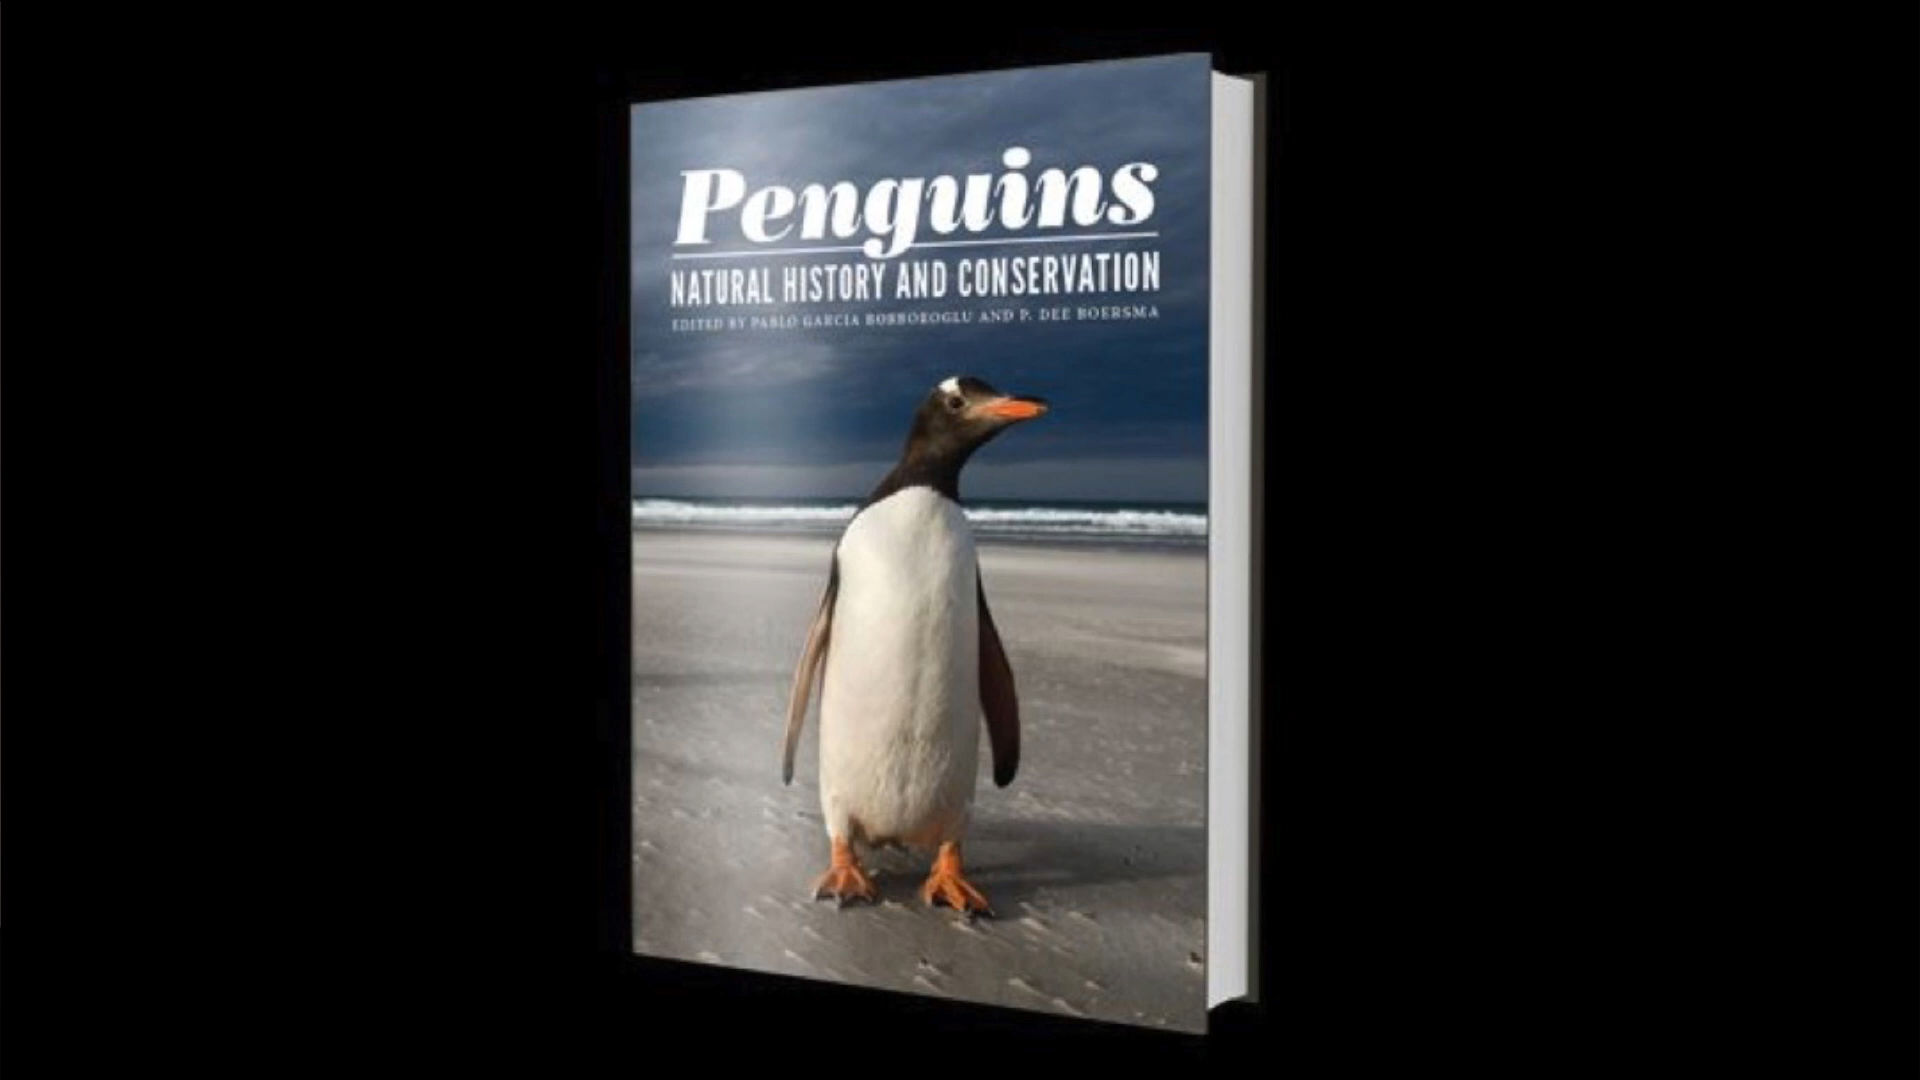 Penguins
NATURAL HISTORY AND CONSERVATION
EDITED BY PABLO GARCIA BORBOROGLU AND P. DEE BOERSMA